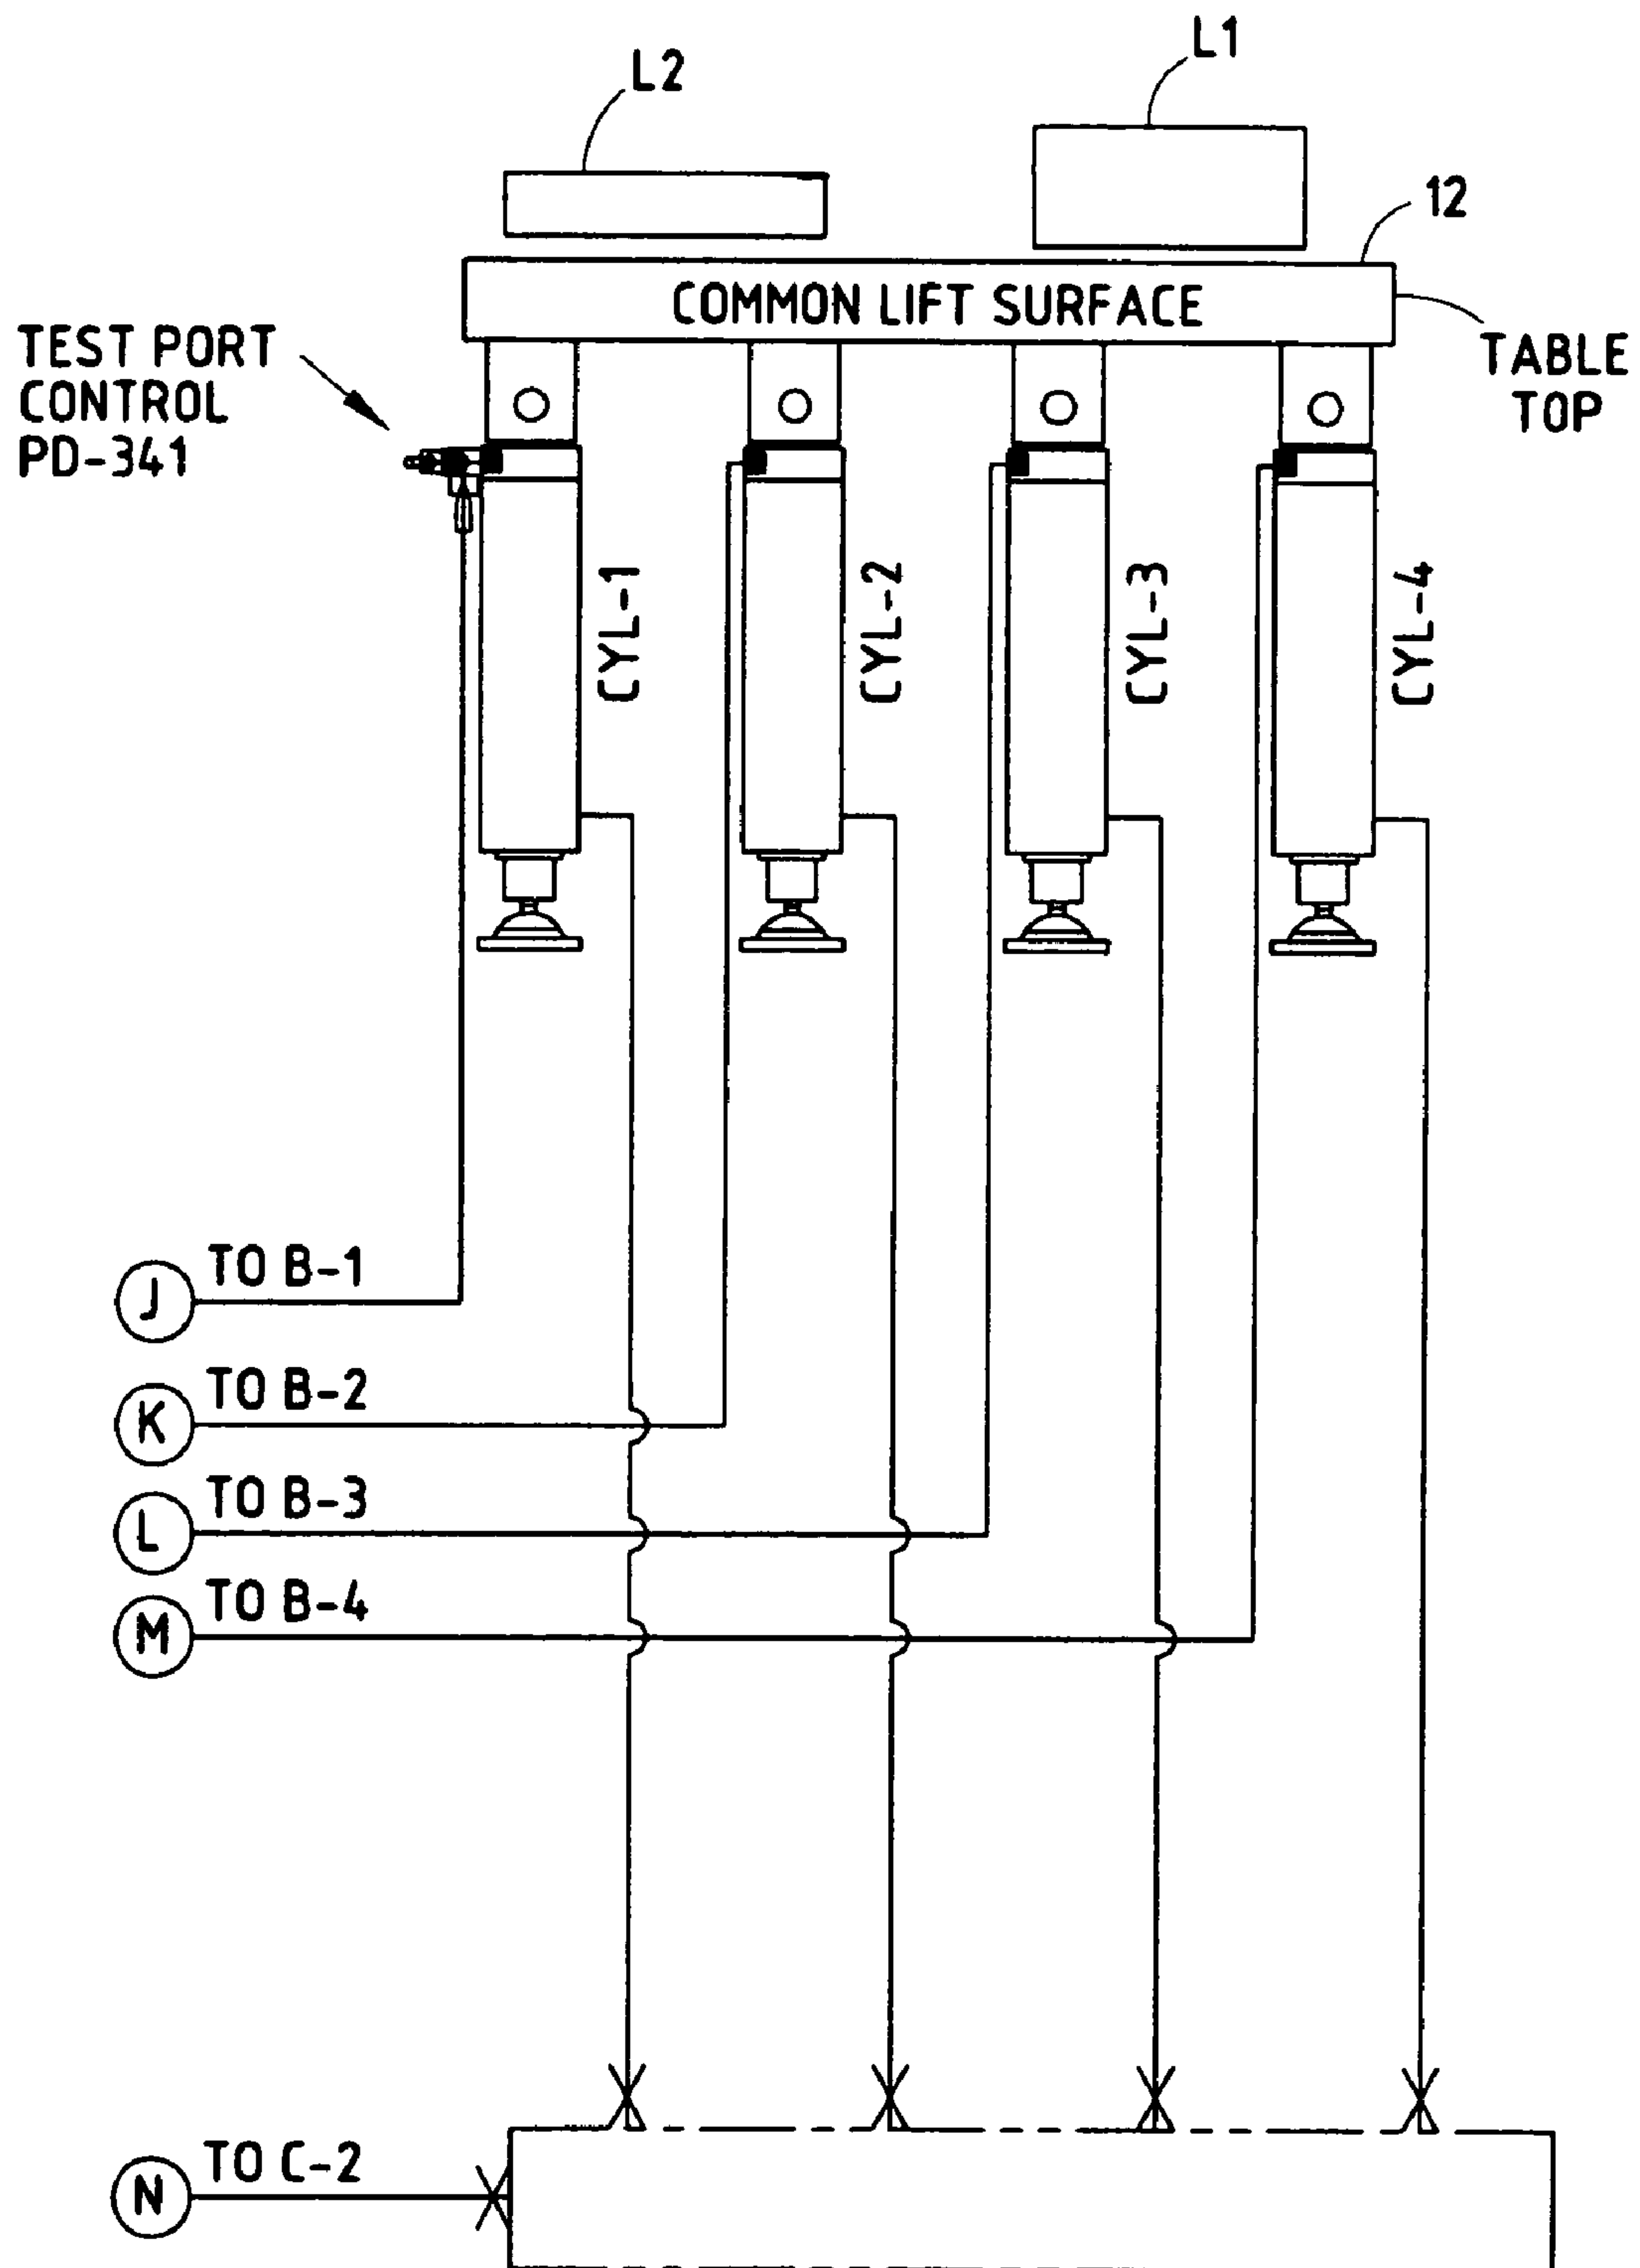 L1
L2
12
COMMON LIFT SURFACE
TEST PORT
CONTROL
PD-341
TABLE
TOP
CYL-1
CYL-2
CYL-3
CYL-4
J TO B-1
K TO B-2
L TO B-3
M TO B-4
N TO C-2